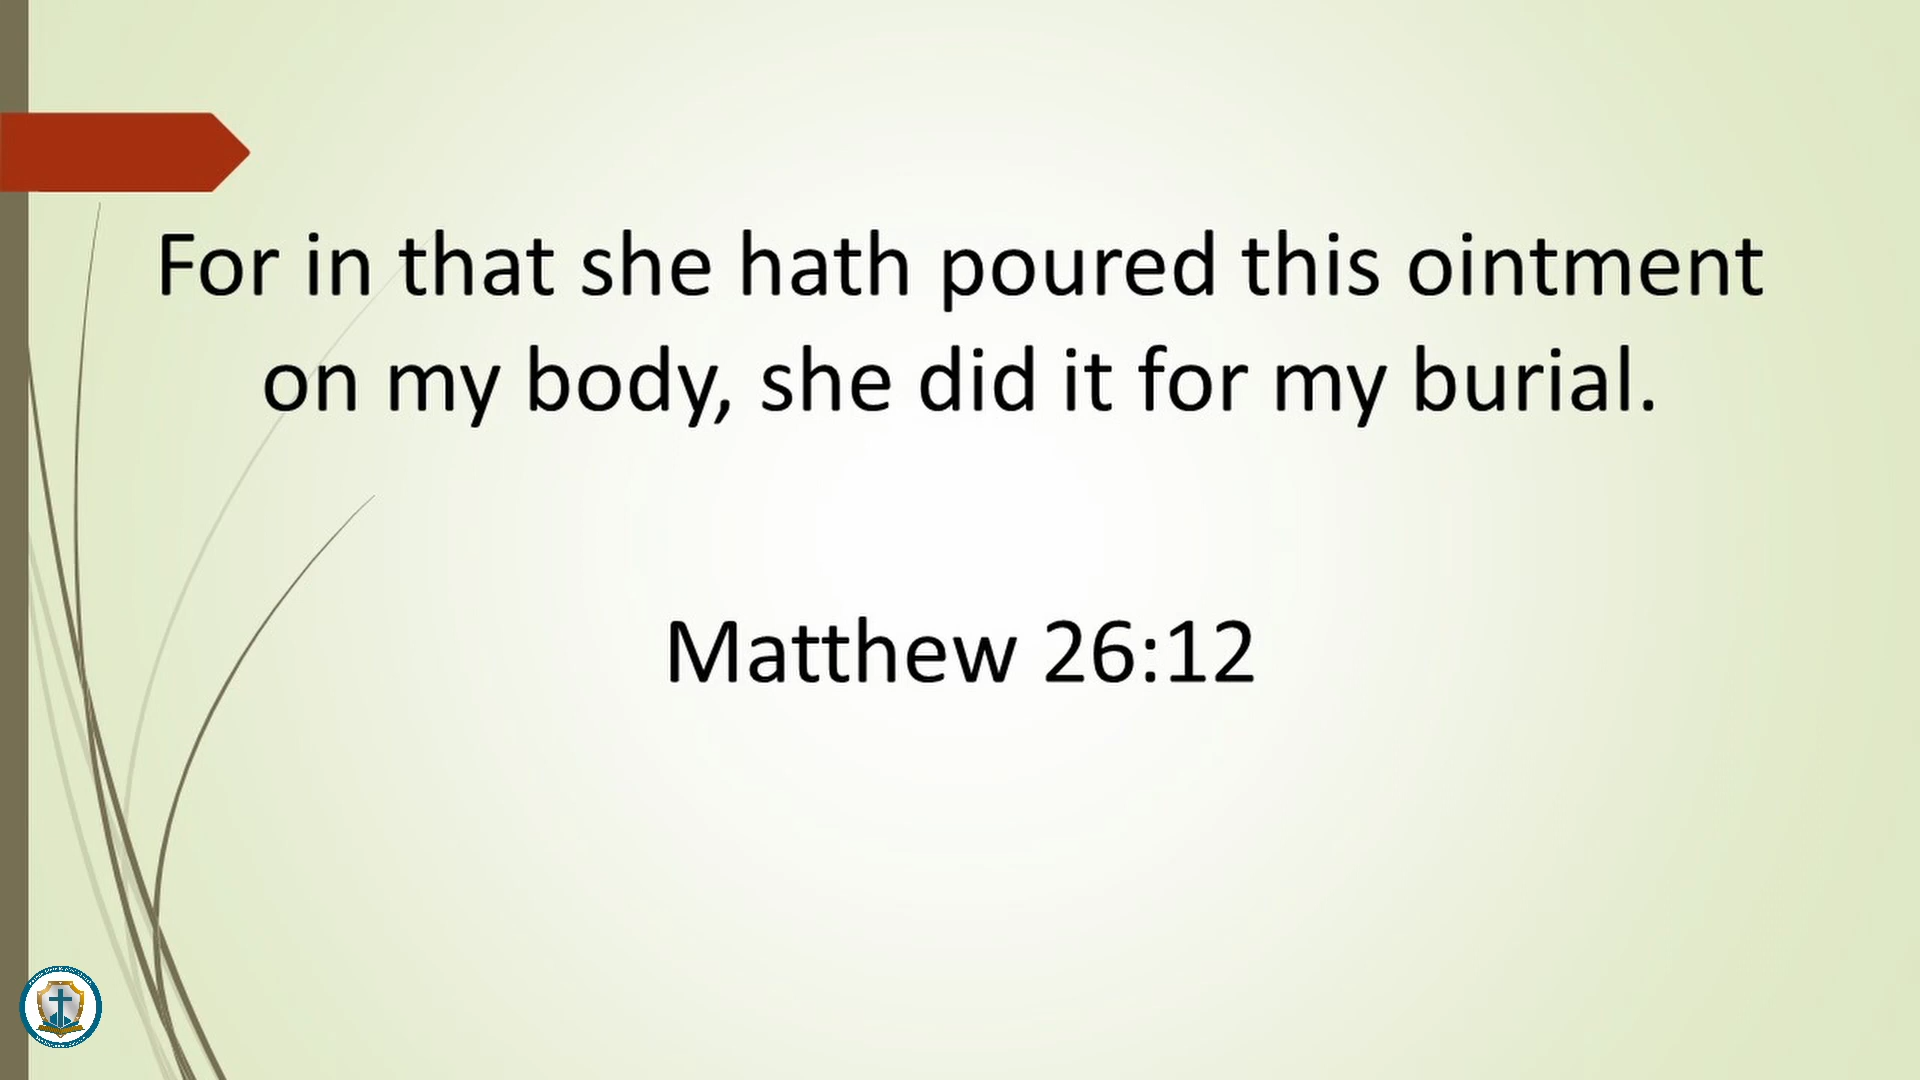 For in that she hath poured this ointment
on my body, she did it for my burial.
Matthew 26:12